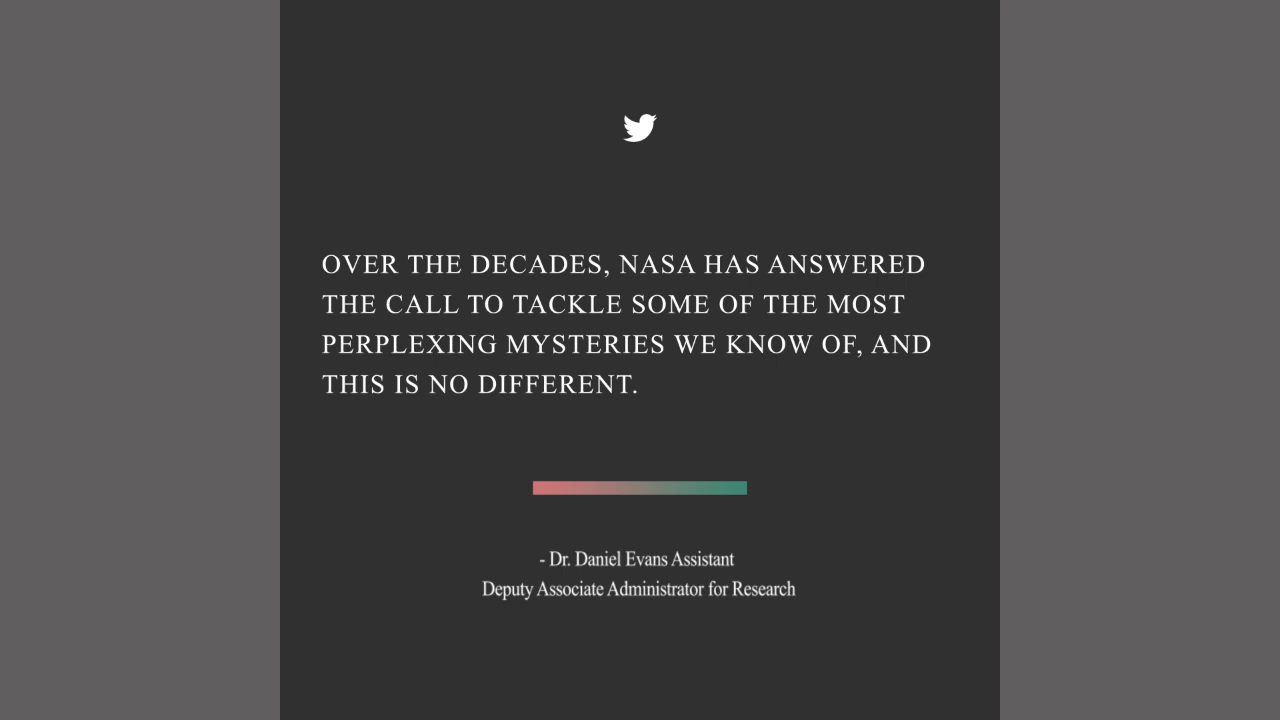 OVER THE DECADES, NASA HAS ANSWERED
THE CALL TO TACKLE SOME OF THE MOST
PERPLEXING MYSTERIES WE KNOW OF, AND
THIS IS NO DIFFERENT.
- Dr. Daniel Evans Assistant
Deputy Associate Administrator for Research